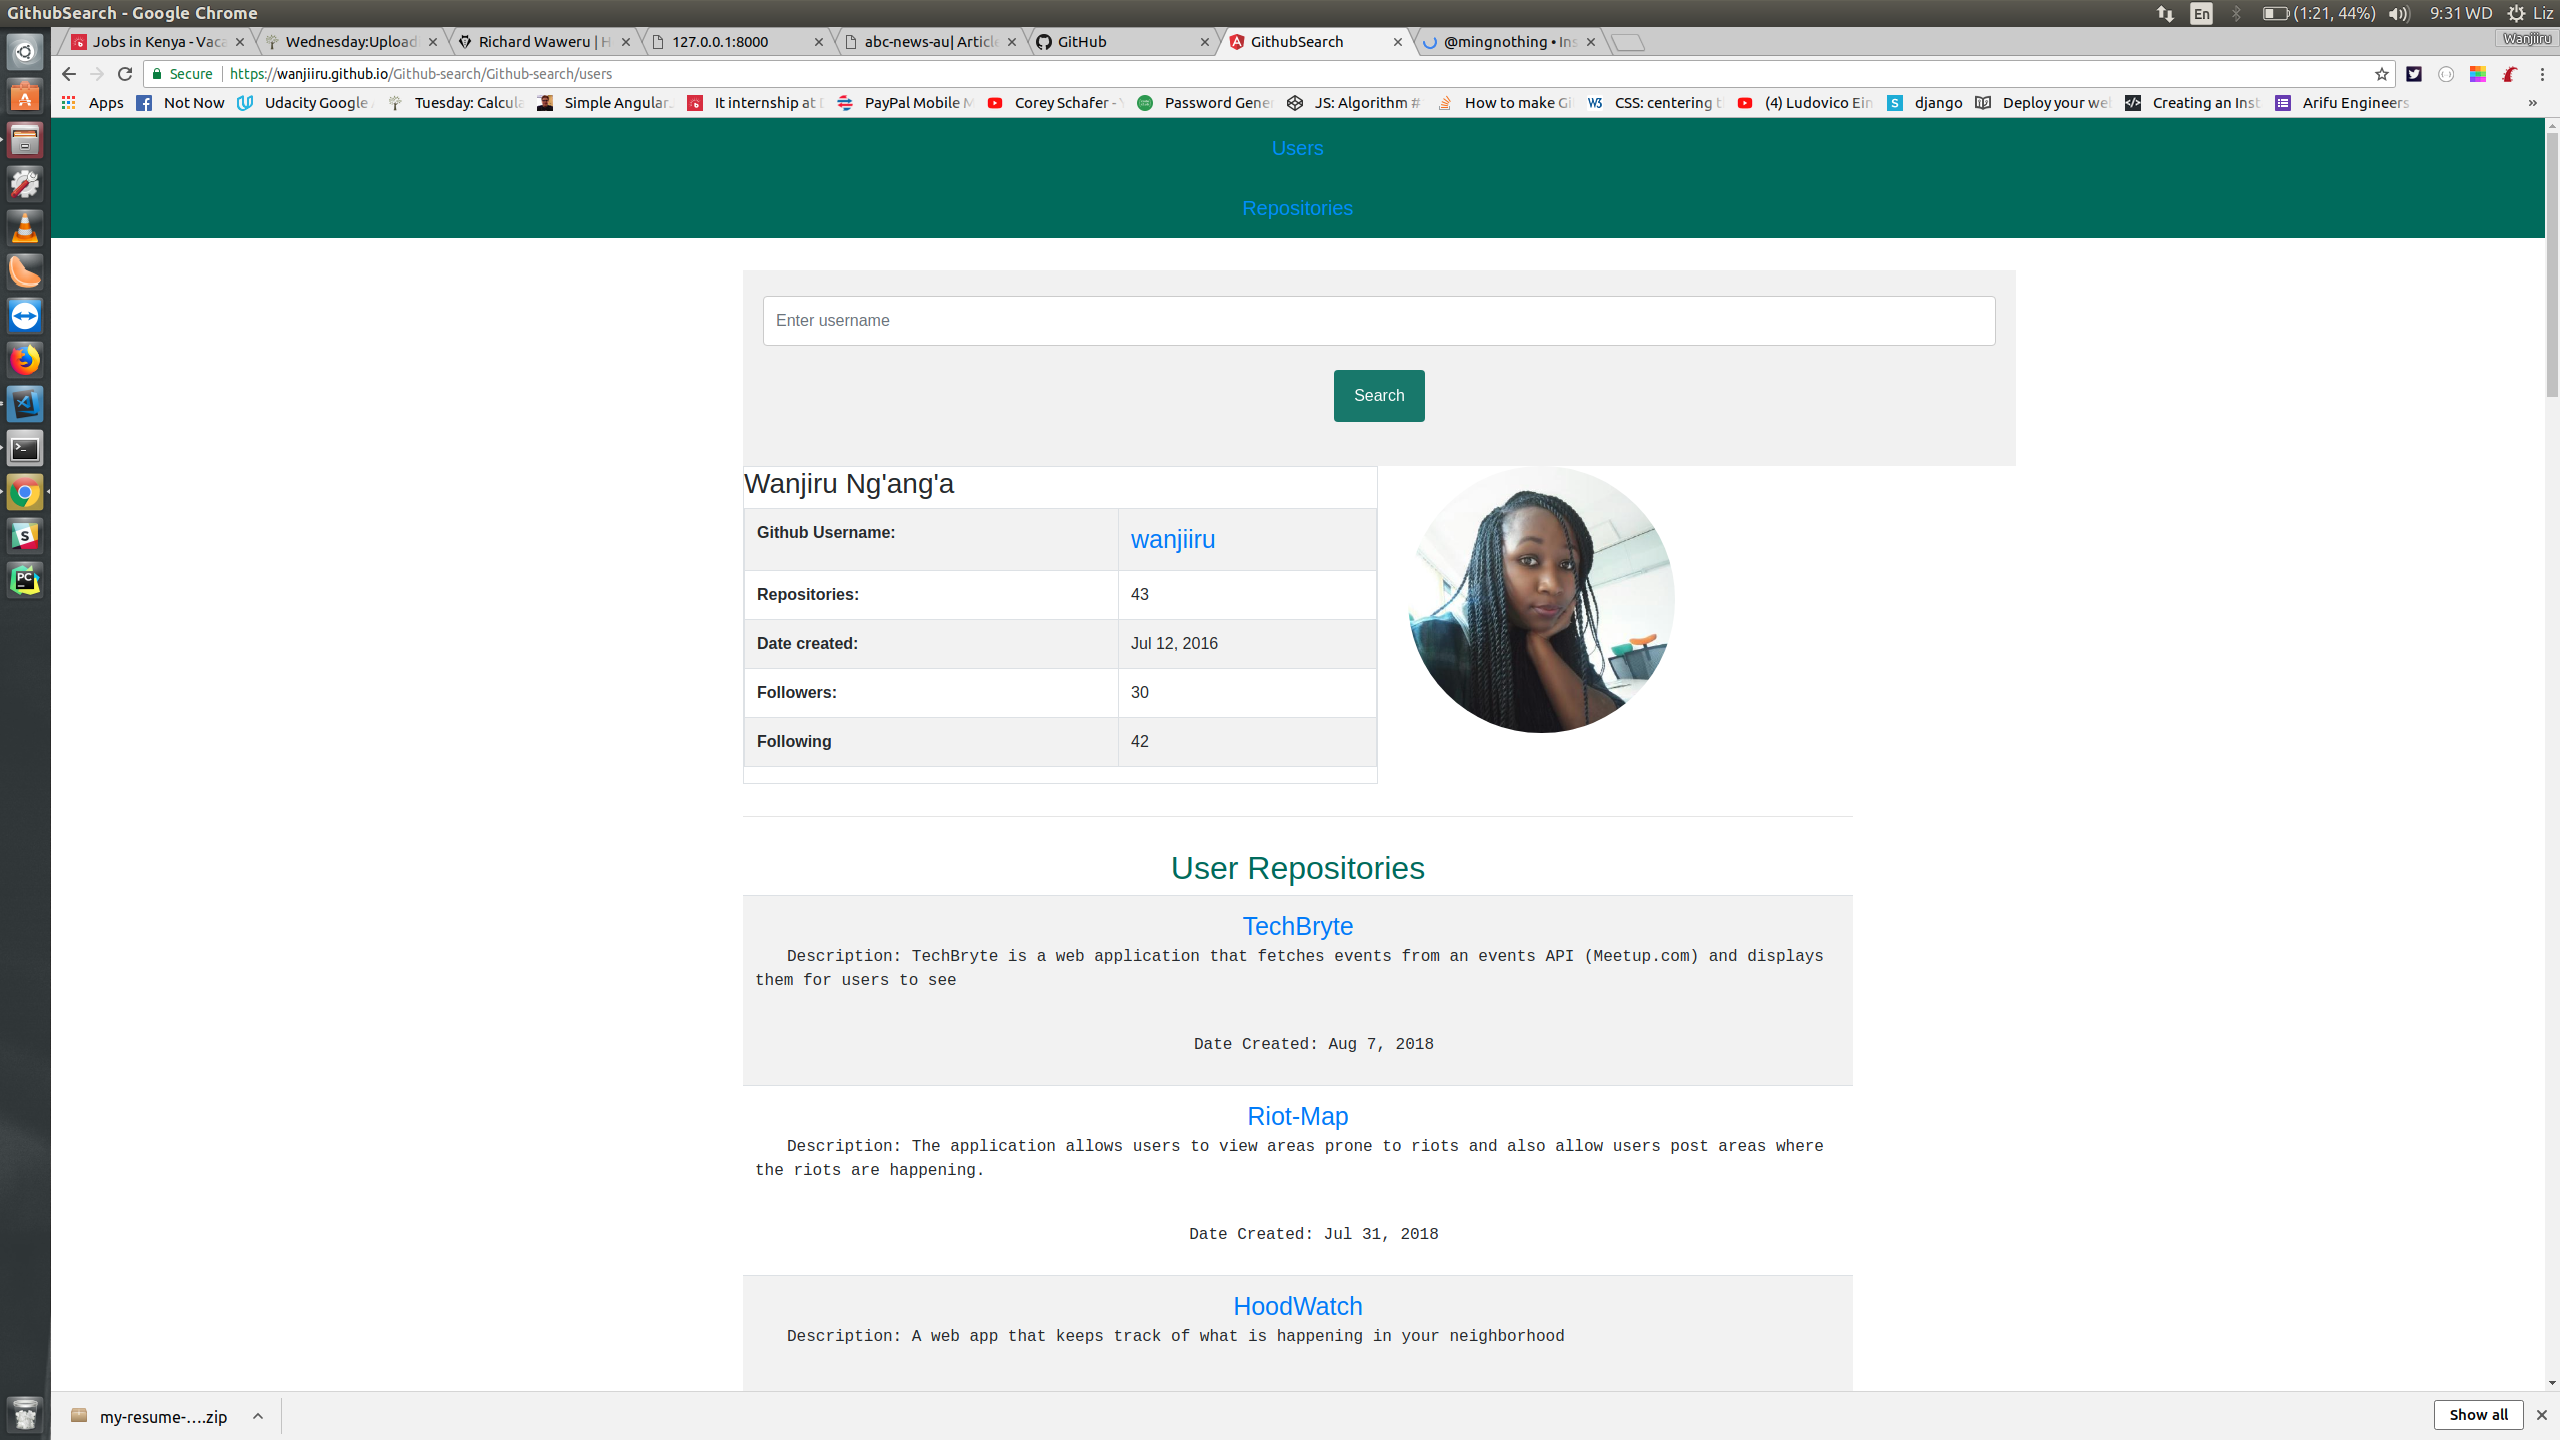 GithubSearch - Google Chrome
En (1:21, 44%) 9:31 WD Liz
Jobs in Kenya - Vaca Wednesday:Upload Richard Waweru | H 127.0.0.1:8000 abc-news-au| Article GitHub GithubSearch @mingnothing • Ins Wanjiiru
Secure https://wanjiiru.github.io/Github-search/Github-search/users
Apps Not Now Udacity Google Tuesday: Calcula Simple Angular It internship at PayPal Mobile Corey Schafer - Password Gener JS: Algorithm # How to make Gi CSS: centering t (4) Ludovico Ein django Deploy your we Creating an Inst Arifu Engineers »
Users
Repositories
Enter username
Search
Wanjiru Ng'ang'a
Github Username: wanjiiru
Repositories: 43
Date created: Jul 12, 2016
Followers: 30
Following 42
User Repositories
TechBryte
Description: TechBryte is a web application that fetches events from an events API (Meetup.com) and displays
them for users to see
Date Created: Aug 7, 2018
Riot-Map
Description: The application allows users to view areas prone to riots and also allow users post areas where
the riots are happening.
Date Created: Jul 31, 2018
HoodWatch
Description: A web app that keeps track of what is happening in your neighborhood
my-resume-....zip Show all